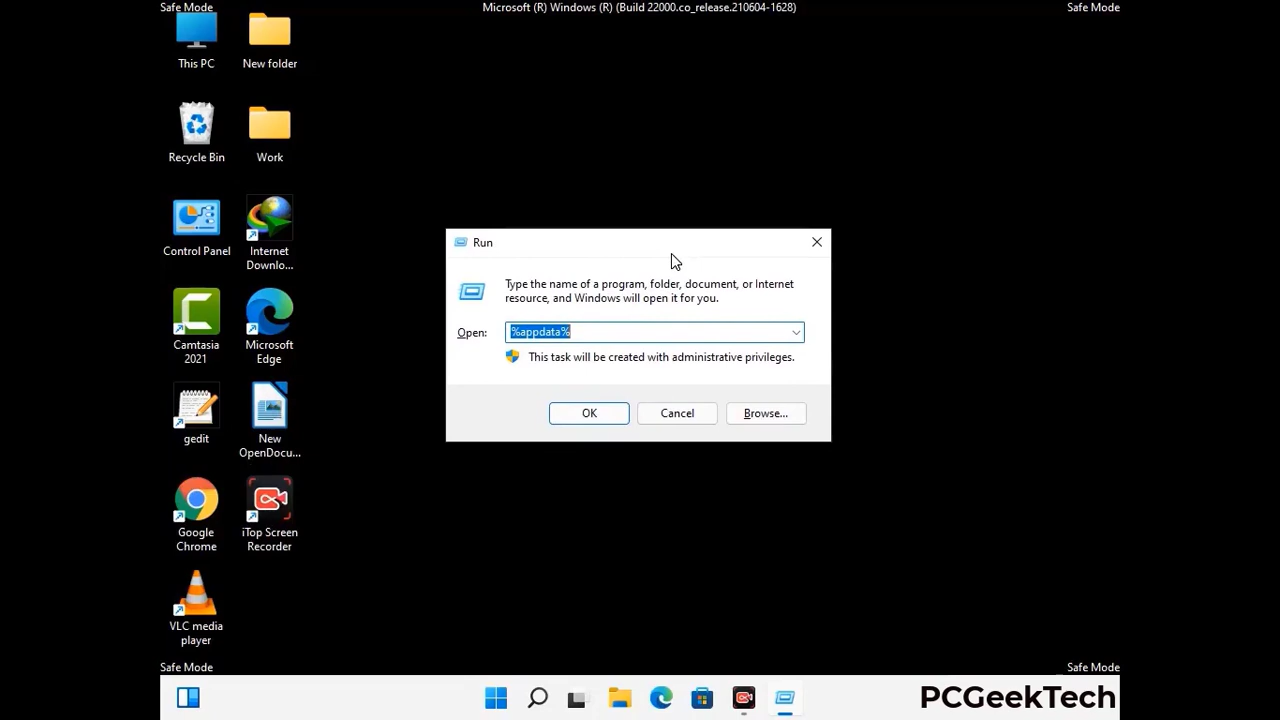 Safe Mode
Microsoft (R) Windows (R) (Build 22000.co_release.210604-1628)
Safe Mode
This PC
New folder
Recycle Bin
Work
Control Panel
Internet
Downlo...
Camtasia
2021
Microsoft
Edge
gedit
New
OpenDocu...
Google
Chrome
iTop Screen
Recorder
VLC media
player
Run
Type the name of a program, folder, document, or Internet
resource, and Windows will open it for you.
Open:
%appdata%
This task will be created with administrative privileges.
OK
Cancel
Browse...
Safe Mode
Safe Mode
PCGeekTech